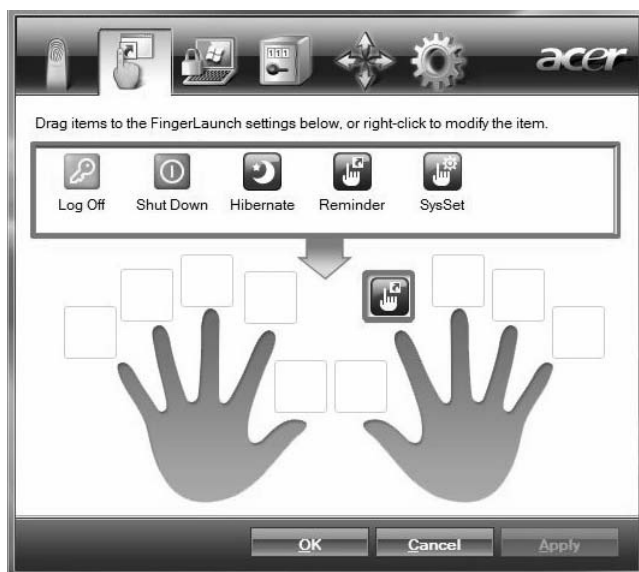 acer
Drag items to the FingerLaunch settings below, or right-click to modify the item.
Log Off Shut Down Hibernate Reminder SysSet
OK Cancel Apply